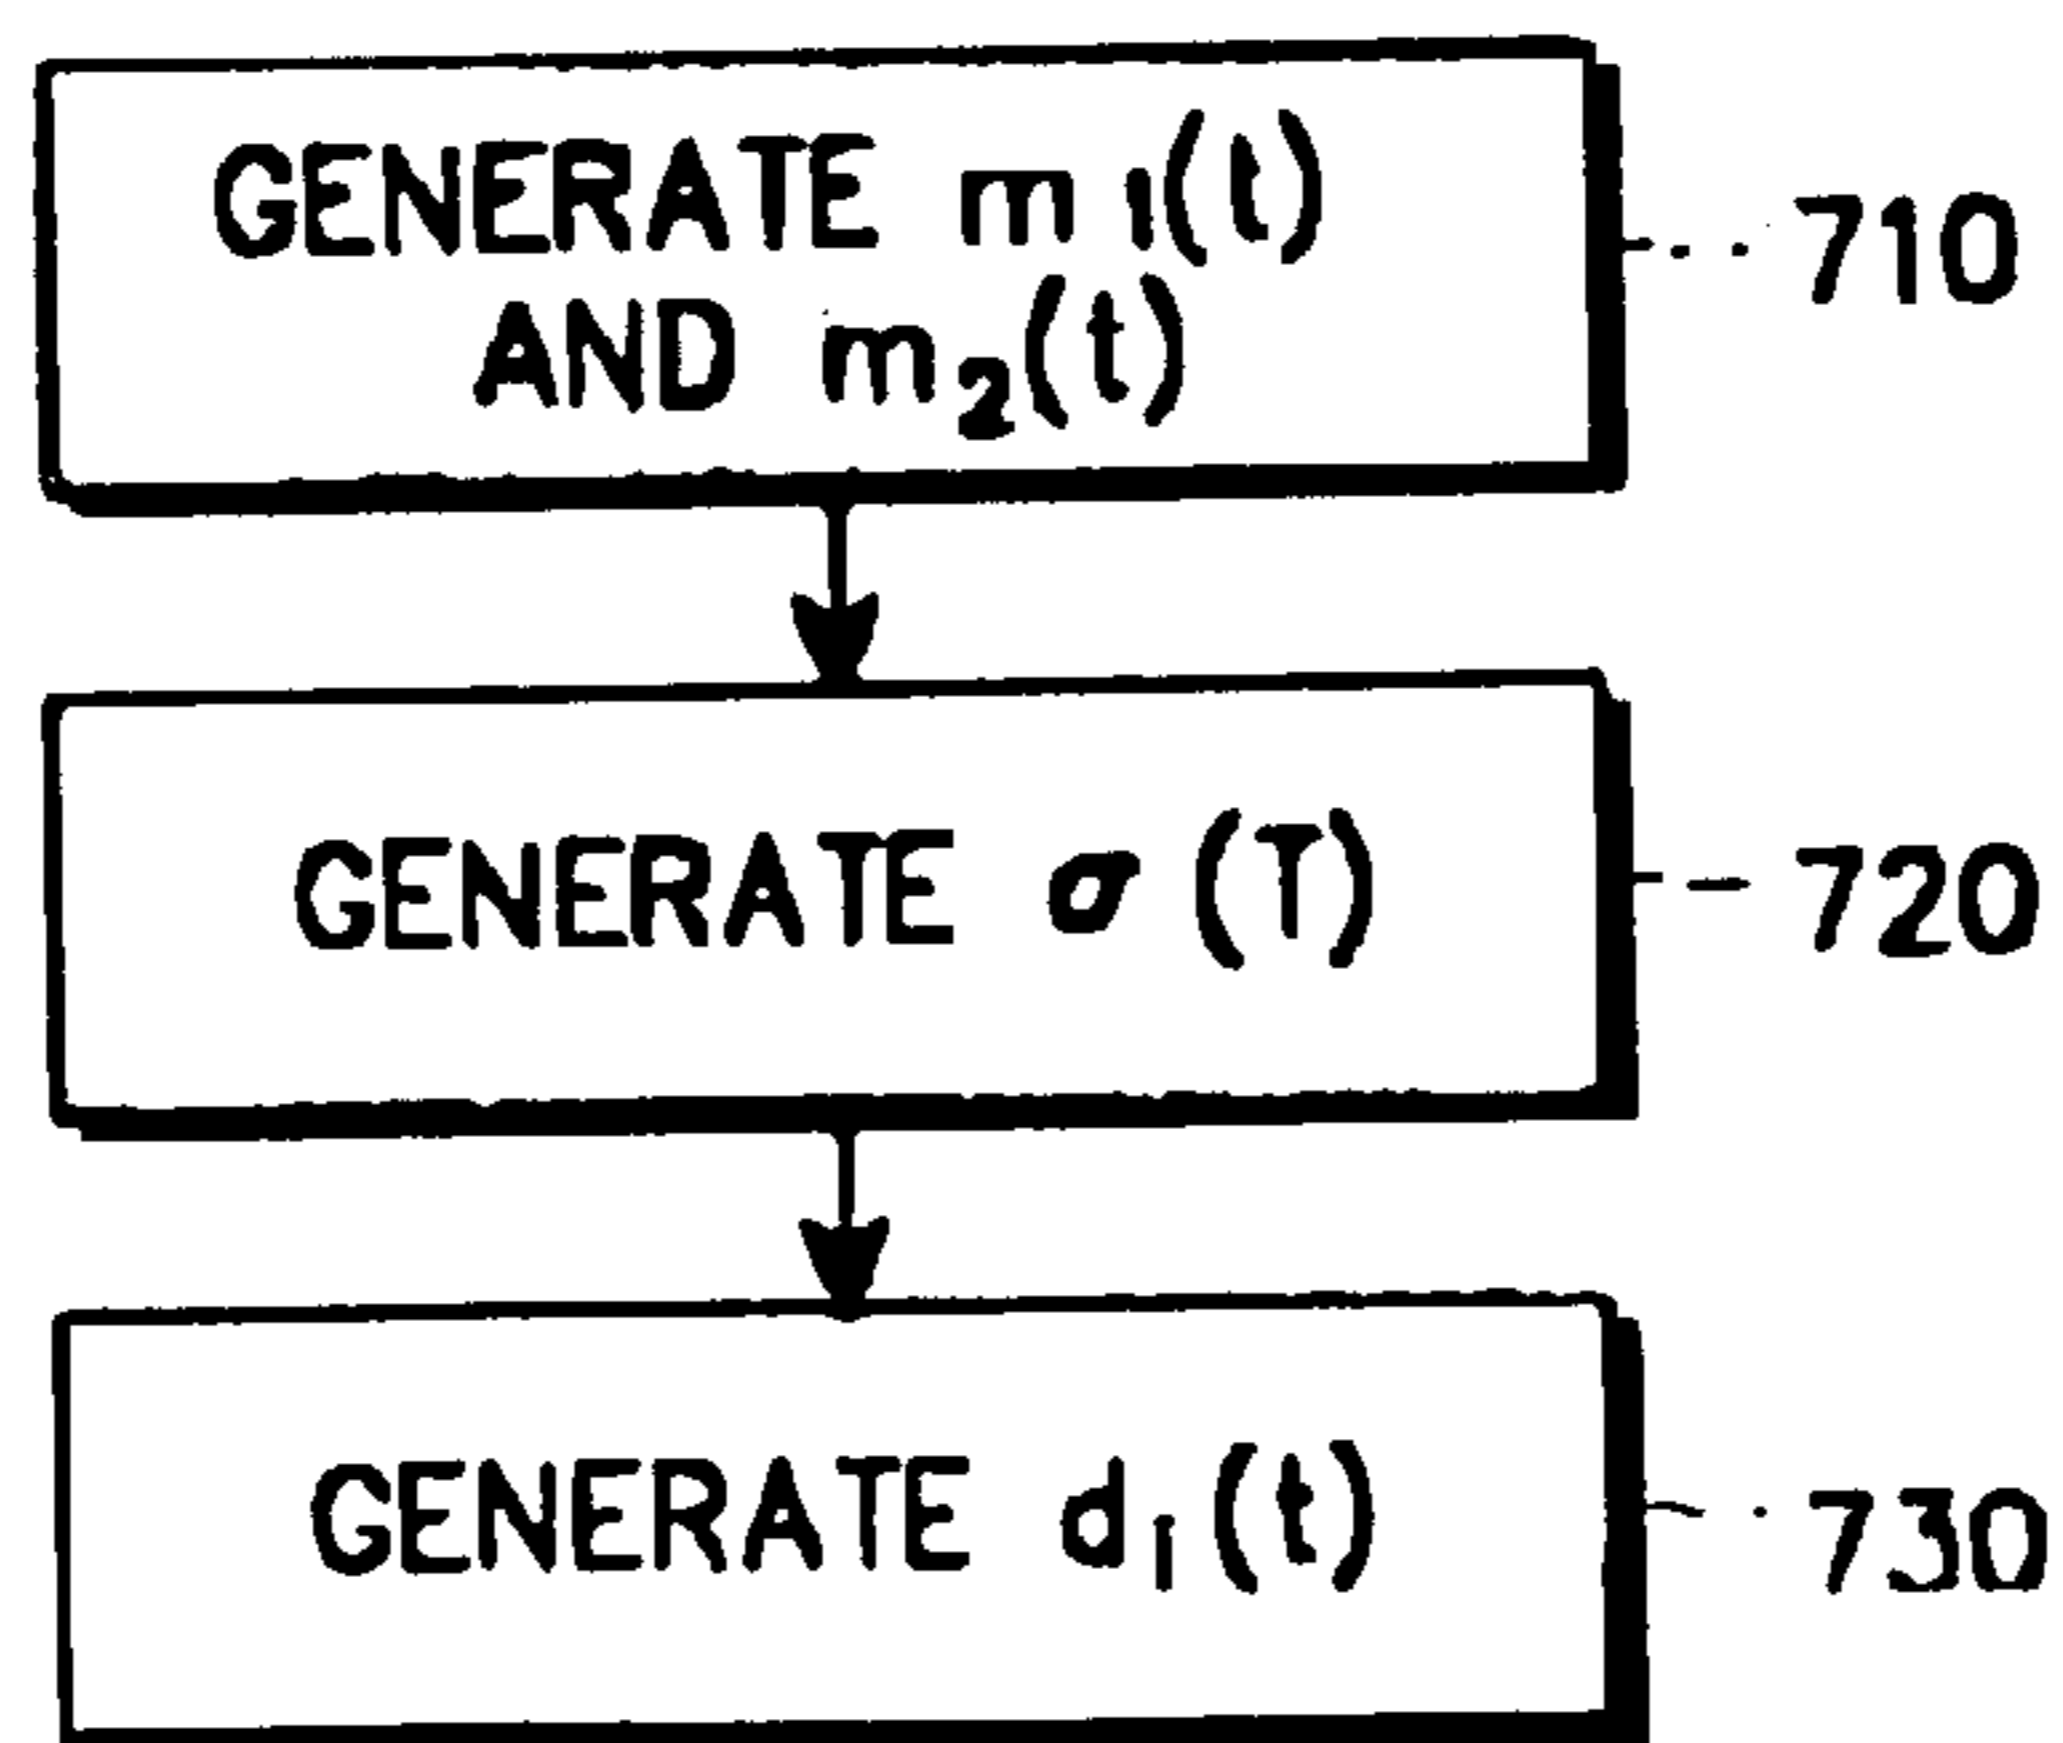 GENERATE m1(t)
AND m₂(t)
710
GENERATE σ (T)
720
GENERATE d₁(t)
730